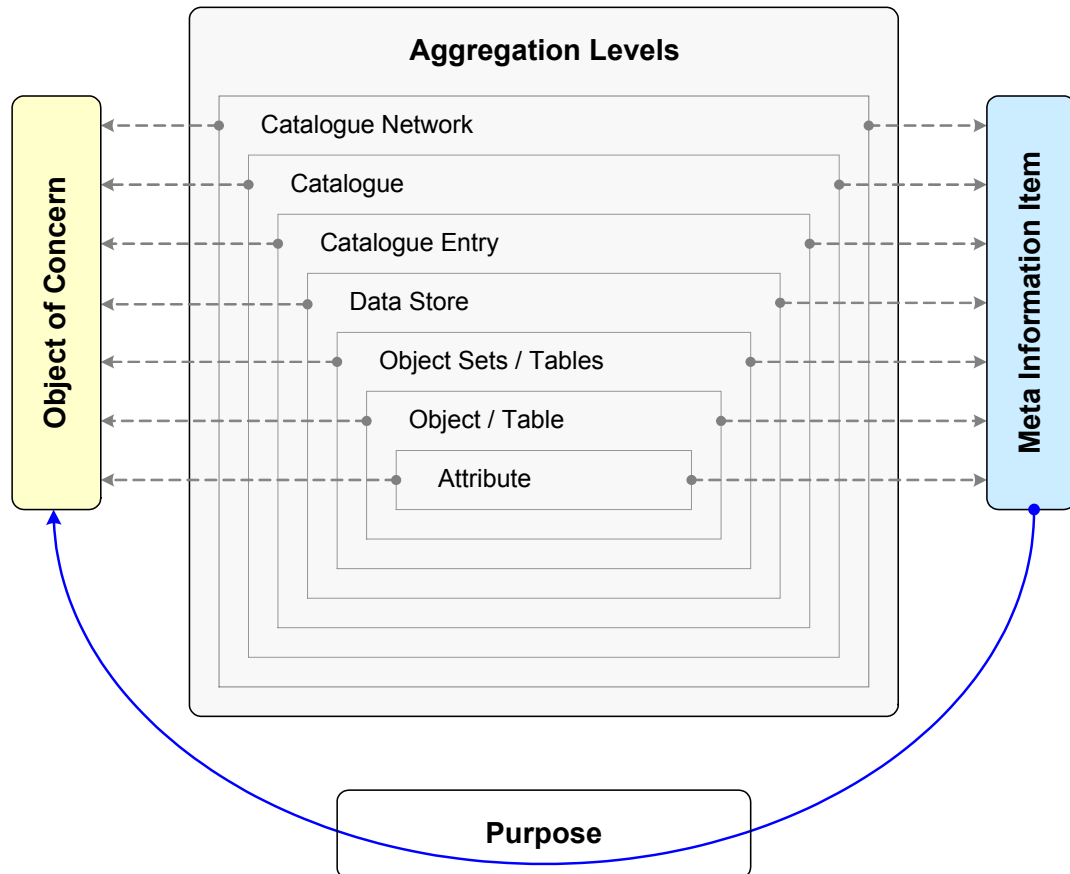 Aggregation Levels
Object of Concern
Catalogue Network
Catalogue
Catalogue Entry
Data Store
Object Sets / Tables
Object / Table
Attribute
Meta Information Item
Purpose